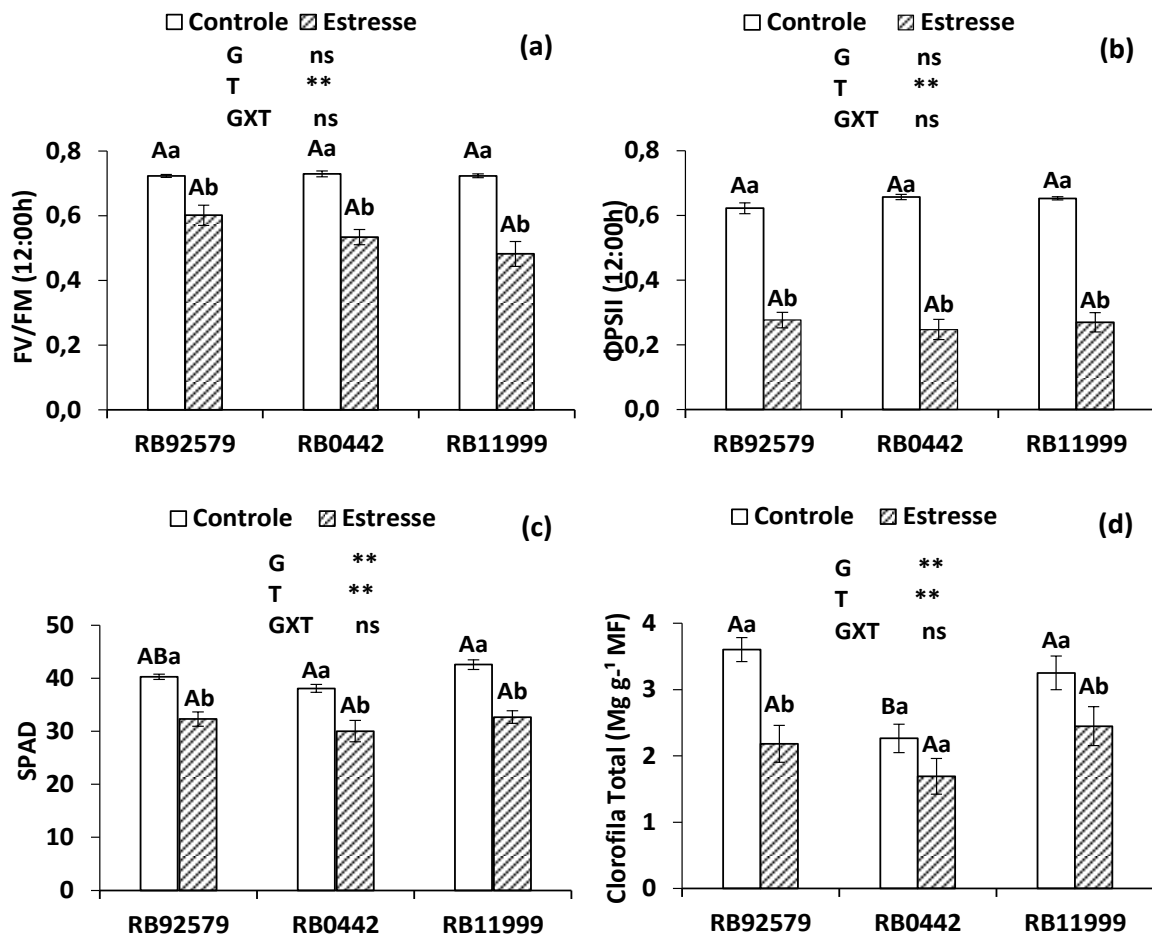 Controle Estresse
(a)
G ns
T **
GXT ns
FV/FM (12:00h)
0,8
0,6
0,4
0,2
0,0
Aa Aa Aa
Ab Ab Ab
RB92579 RB0442 RB11999
Controle Estresse
(b)
G ns
T **
GXT ns
ΦPSII (12:00h)
0,8
0,6
0,4
0,2
0,0
Aa Aa Aa
Ab Ab Ab
RB92579 RB0442 RB11999
Controle Estresse
(c)
G **
T **
GXT ns
SPAD
50
40
30
20
10
0
ABa Aa Aa
Ab Ab Ab
RB92579 RB0442 RB11999
Controle Estresse
(d)
G **
T **
GXT ns
Clorofila Total (Mg g-¹ MF)
4
3
2
1
0
Aa Ba Aa
Ab Aa Ab
RB92579 RB0442 RB11999